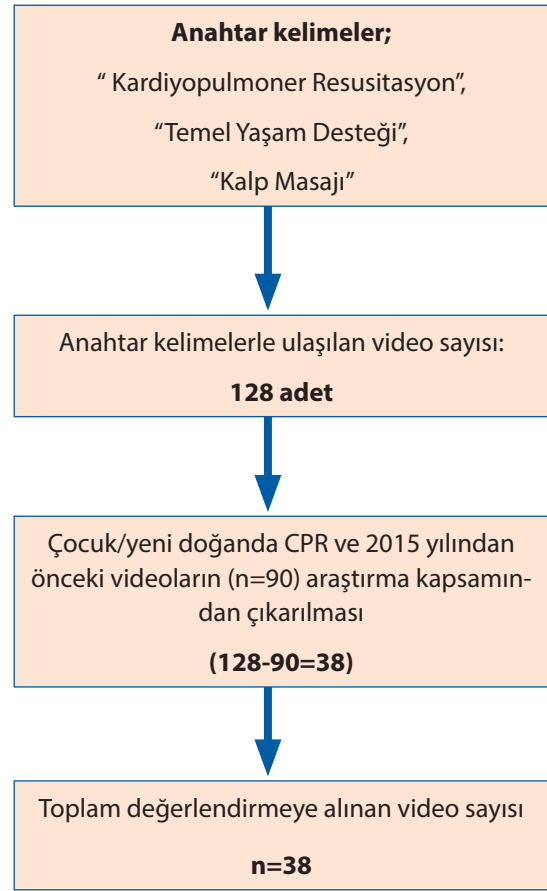 Anahtar kelimeler;
“ Kardiyopulmoner Resusitasyon”,
“Temel Yaşam Desteği”,
“Kalp Masajı”
Anahtar kelimelerle ulaşılan video sayısı:
128 adet
Çocuk/yeni doğanda CPR ve 2015 yılından
önceki videoların (n=90) araştırma kapsamın-
dan çıkarılması
(128-90=38)
Toplam değerlendirmeye alınan video sayısı
n=38